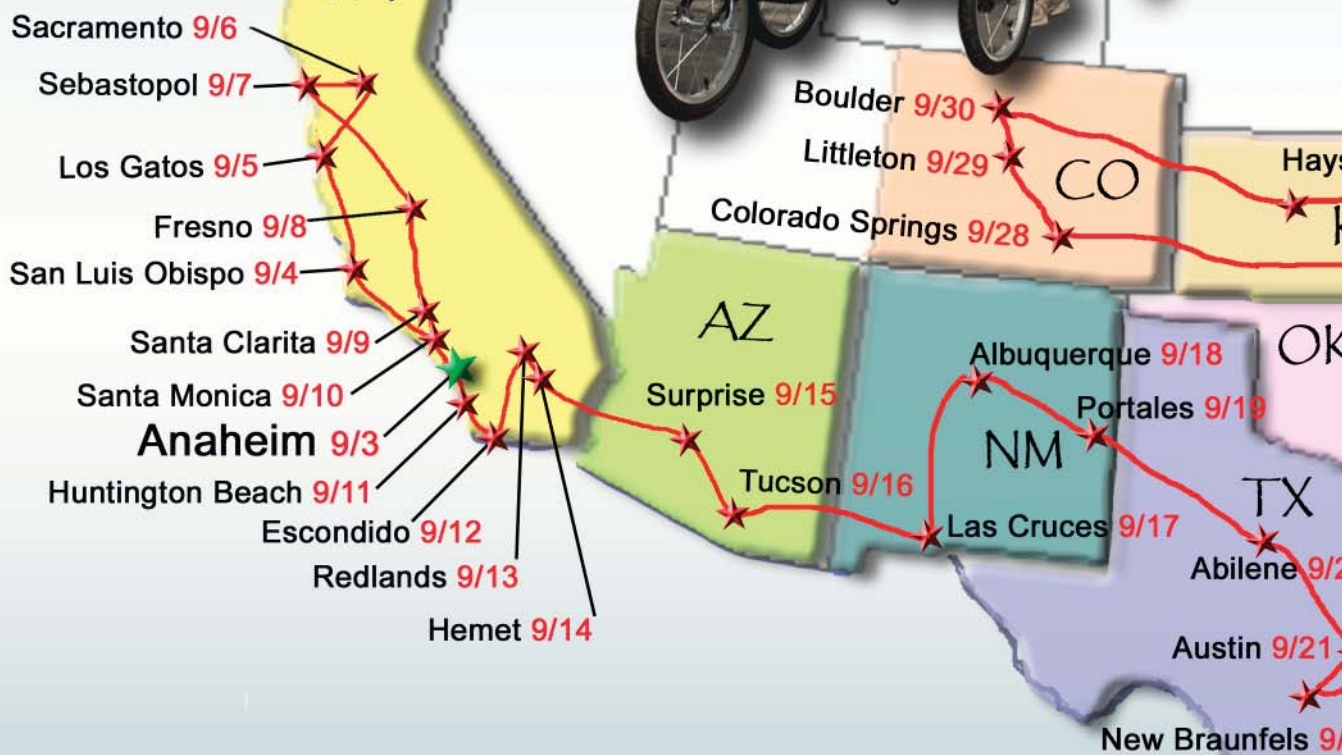 Sacramento 9/6
Sebastopol 9/7
Los Gatos 9/5
Fresno 9/8
San Luis Obispo 9/4
Santa Clarita 9/9
Santa Monica 9/10
Anaheim 9/3
Huntington Beach 9/11
Escondido 9/12
Redlands 9/13
Hemet 9/14
AZ
Surprise 9/15
Tucson 9/16
Boulder 9/30
Littleton 9/29
CO
Colorado Springs 9/28
Hays
Albuquerque 9/18
Portales 9/19
NM
Las Cruces 9/17
OK
TX
Abilene
Austin 9/21
New Braunfels